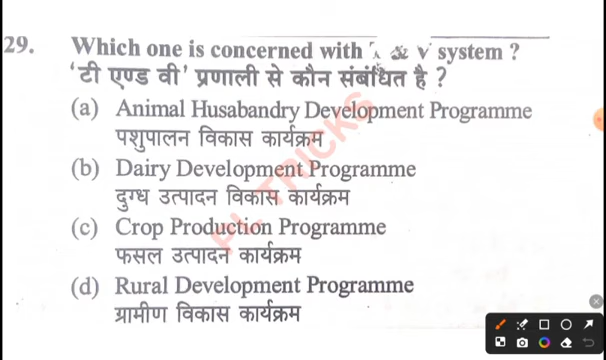 29. Which one is concerned with & V system ?
'टी एण्ड वी' प्रणाली से कौन संबंधित है ?
(a) Animal Husabandry Development Programme
पशुपालन विकास कार्यक्रम
(b) Dairy Development Programme
दुग्ध उत्पादन विकास कार्यक्रम
(c) Crop Production Programme
फसल उत्पादन कार्यक्रम
(d) Rural Development Programme
ग्रामीण विकास कार्यक्रम
TRICKS